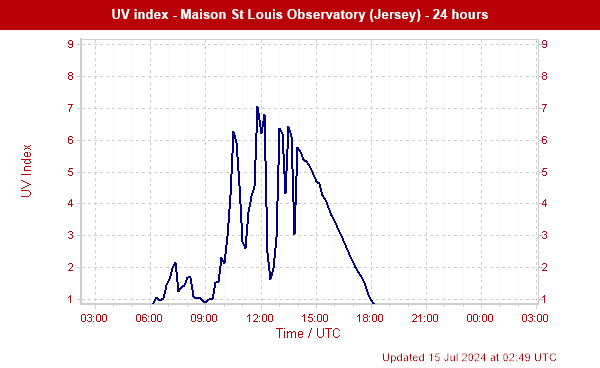 UV index - Maison St Louis Observatory (Jersey) - 24 hours
9 9
8 8
7 7
6 6
5 5
4 4
3 3
2 2
1 1
UV Index
03:00 06:00 09:00 12:00 15:00 18:00 21:00 00:00 03:00
Time / UTC
Updated 15 Jul 2024 at 02:49 UTC